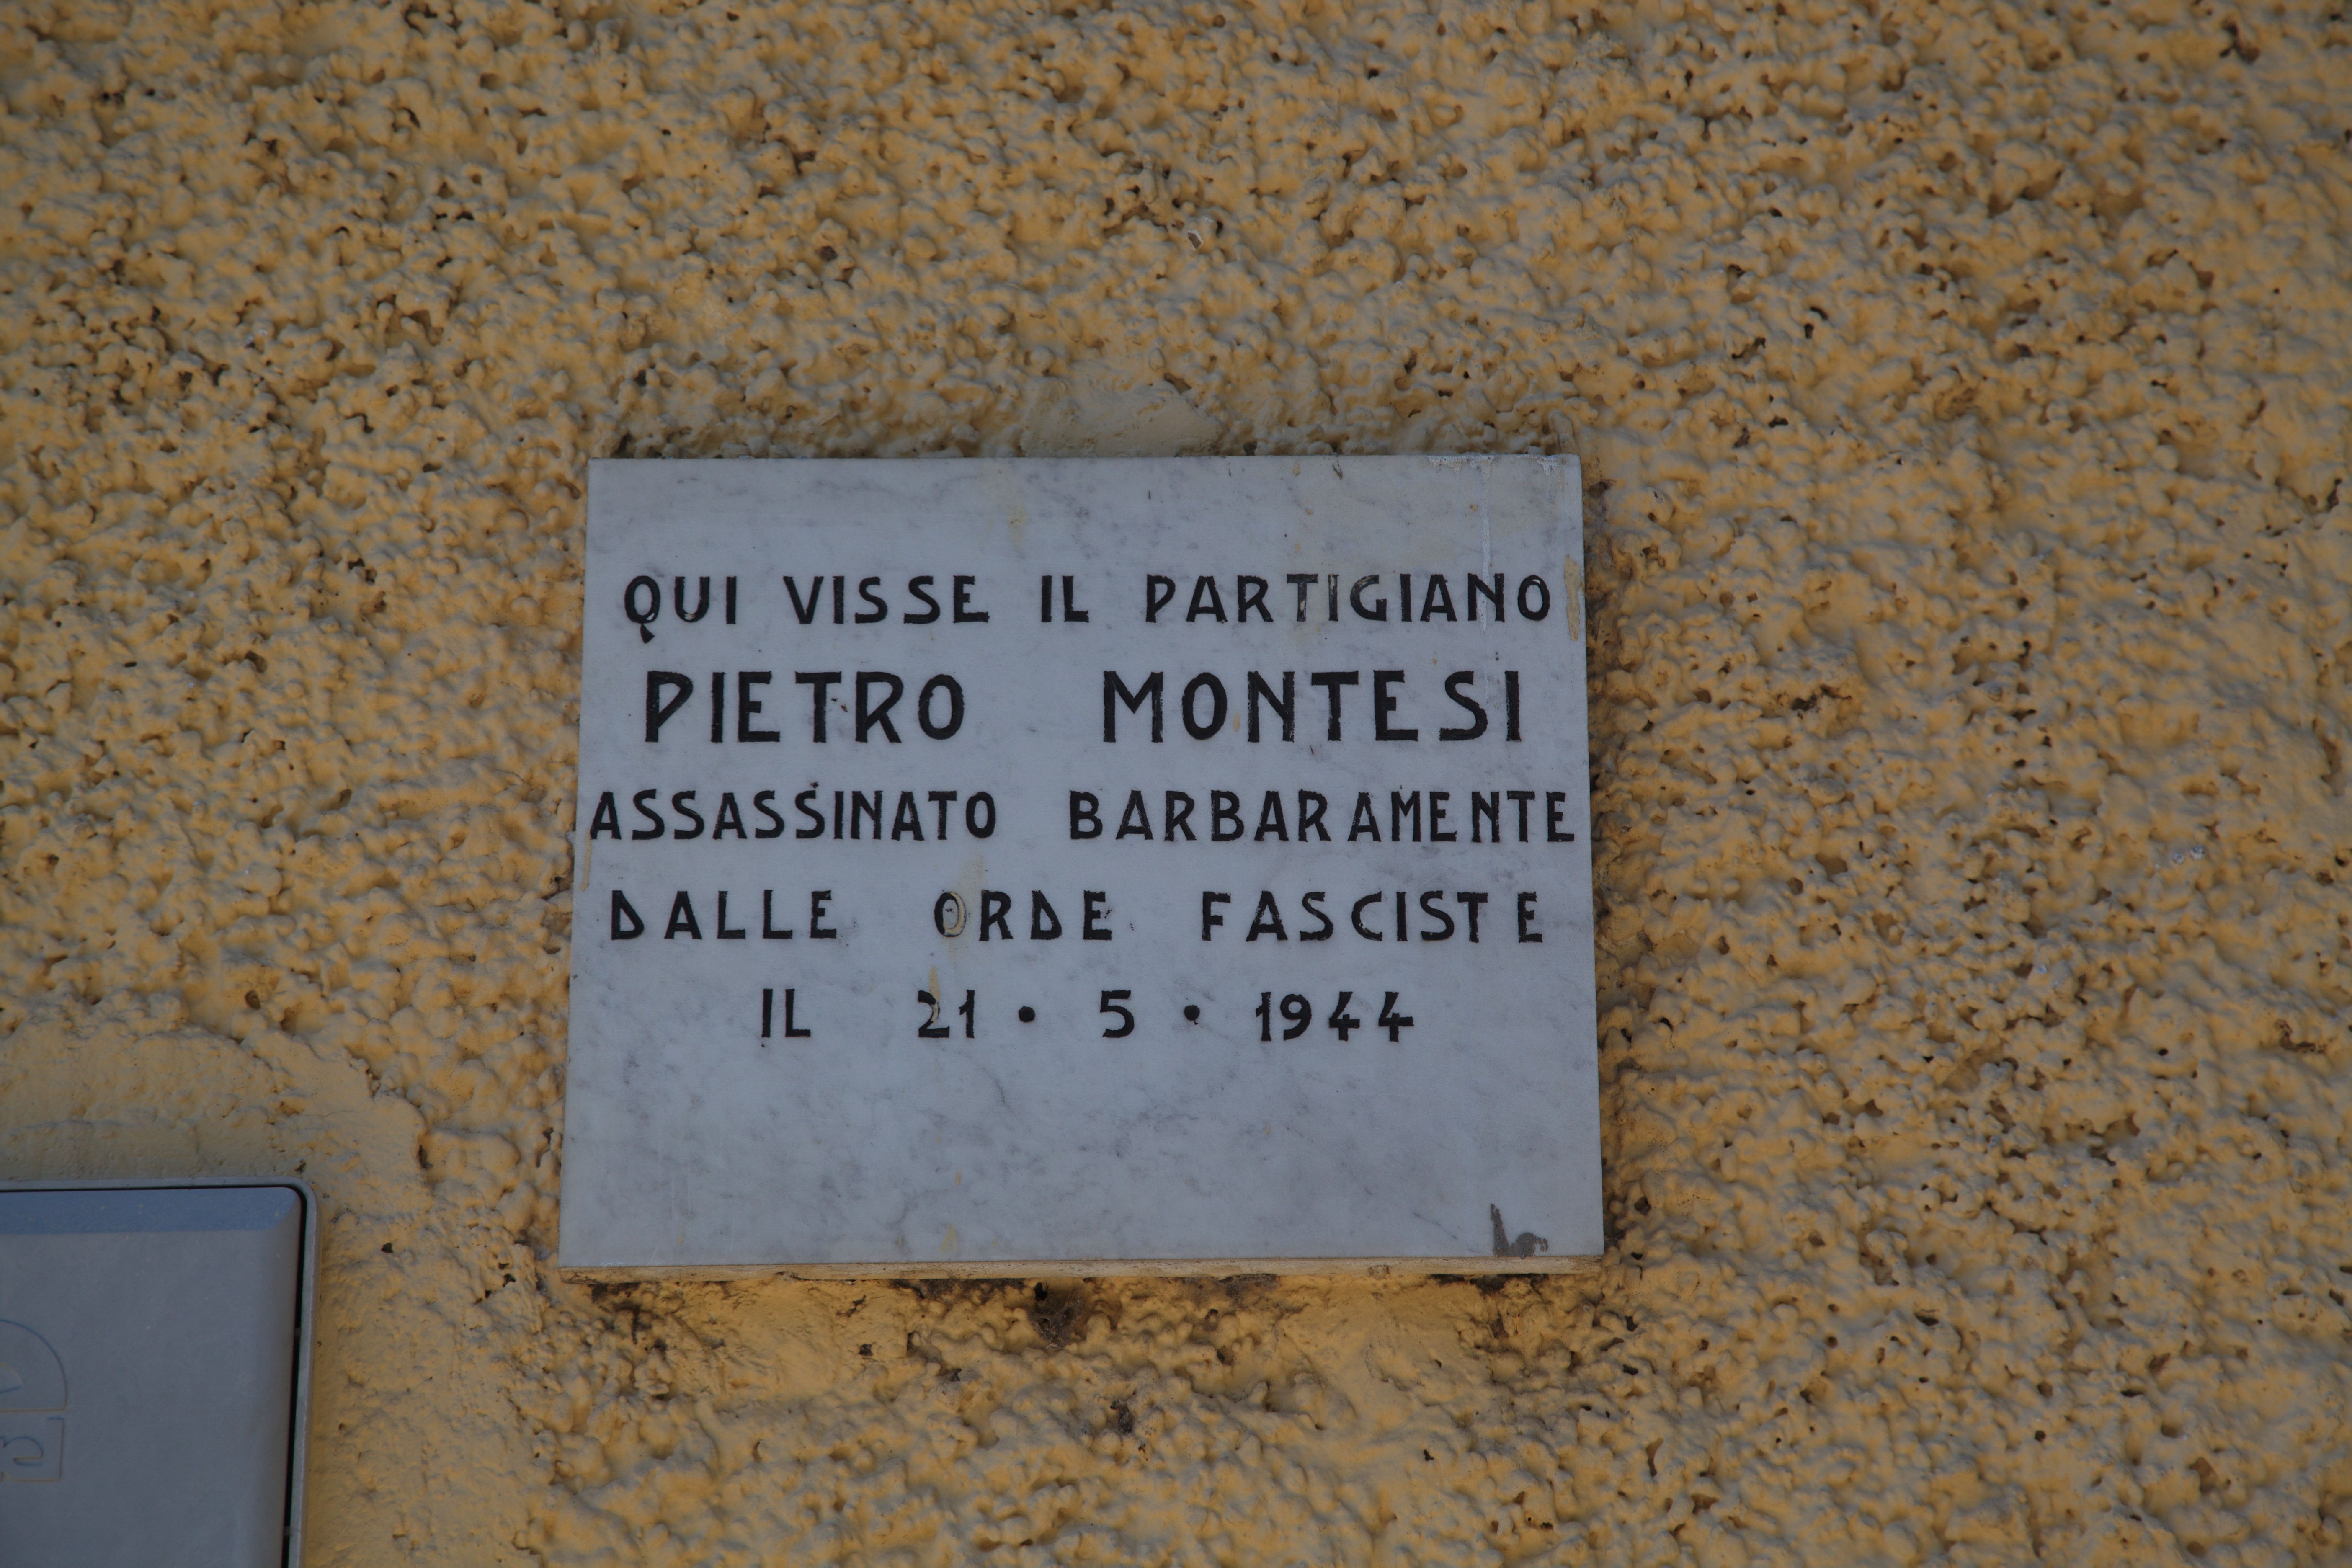 QUI VISSE IL PARTIGIANO
PIETRO MONTESI
ASSASSINATO BARBARAMENTE
DALLE ORDE FASCISTE
IL 21 • 5 • 1944